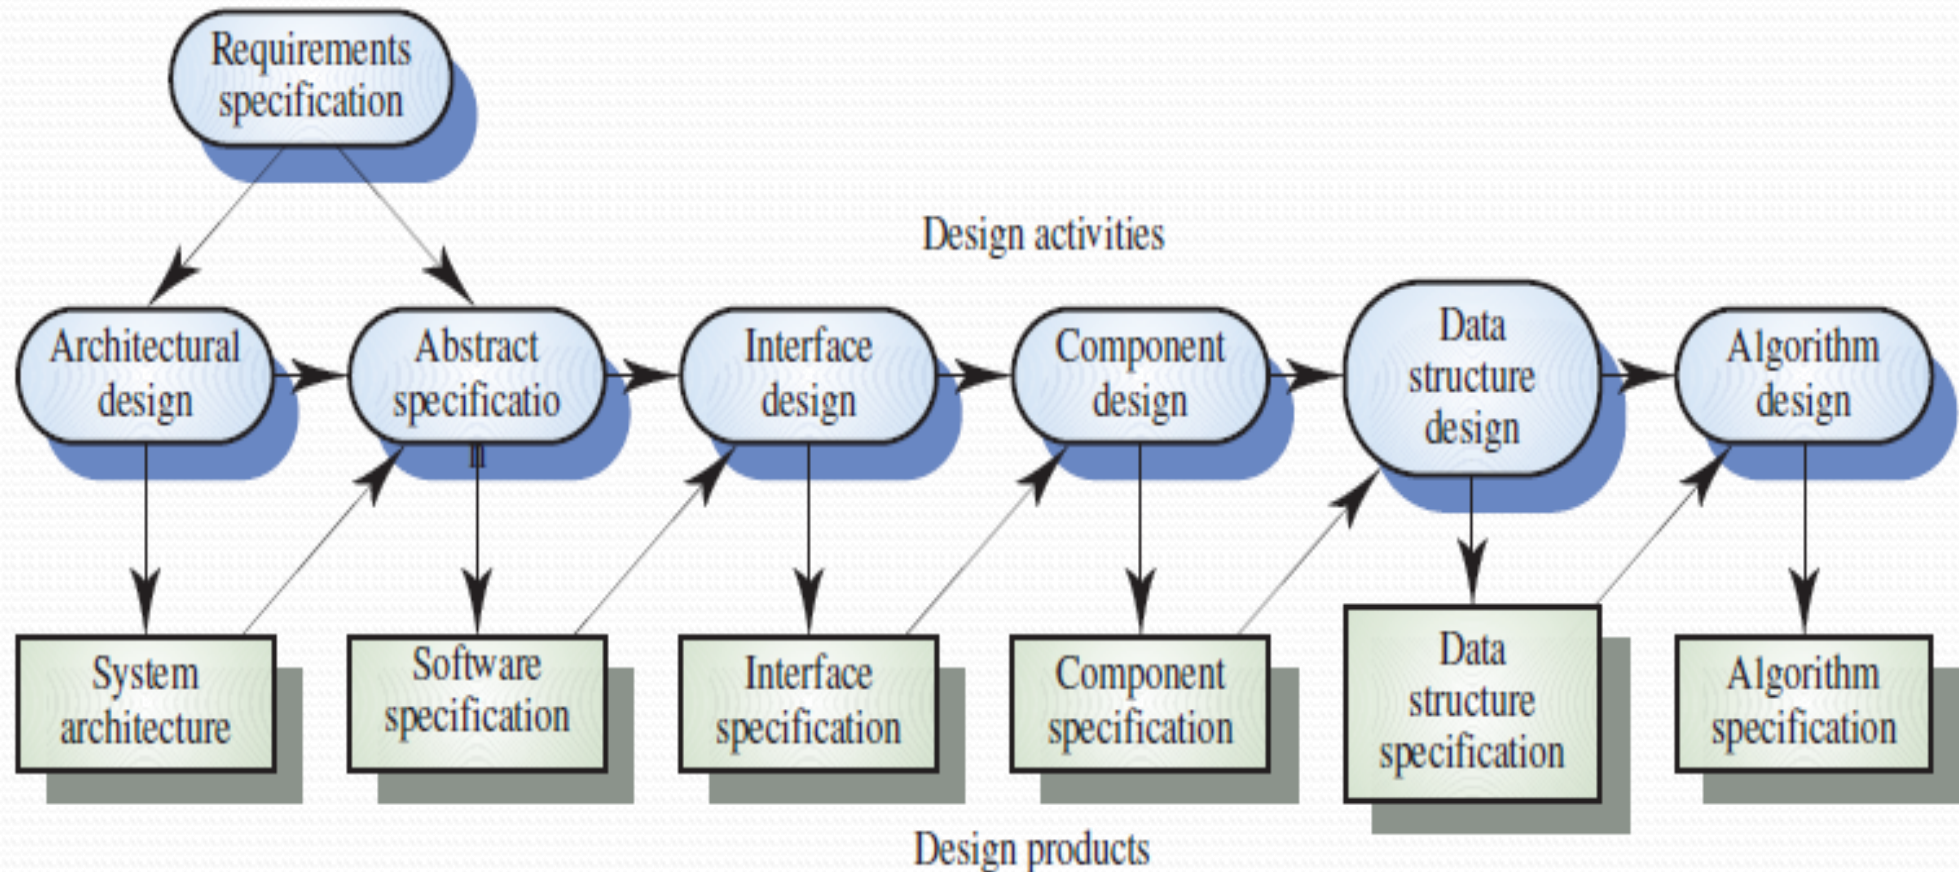 Requirements
specification
Design activities
Architectural
design
Abstract
specificatio
n
Interface
design
Component
design
Data
structure
design
Algorithm
design
System
architecture
Software
specification
Interface
specification
Component
specification
Data
structure
specification
Algorithm
specification
Design products